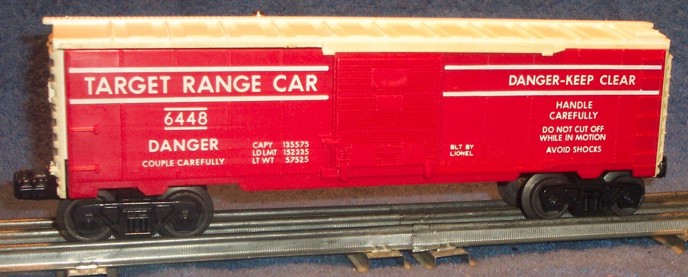 TARGET RANGE CAR
6448
DANGER
COUPLE CAREFULLY
CAPY 135575
LD LMT 152335
LT WT 57525
BLT BY
LIONEL
DANGER-KEEP CLEAR
HANDLE
CAREFULLY
DO NOT CUT OFF
WHILE IN MOTION
AVOID SHOCKS